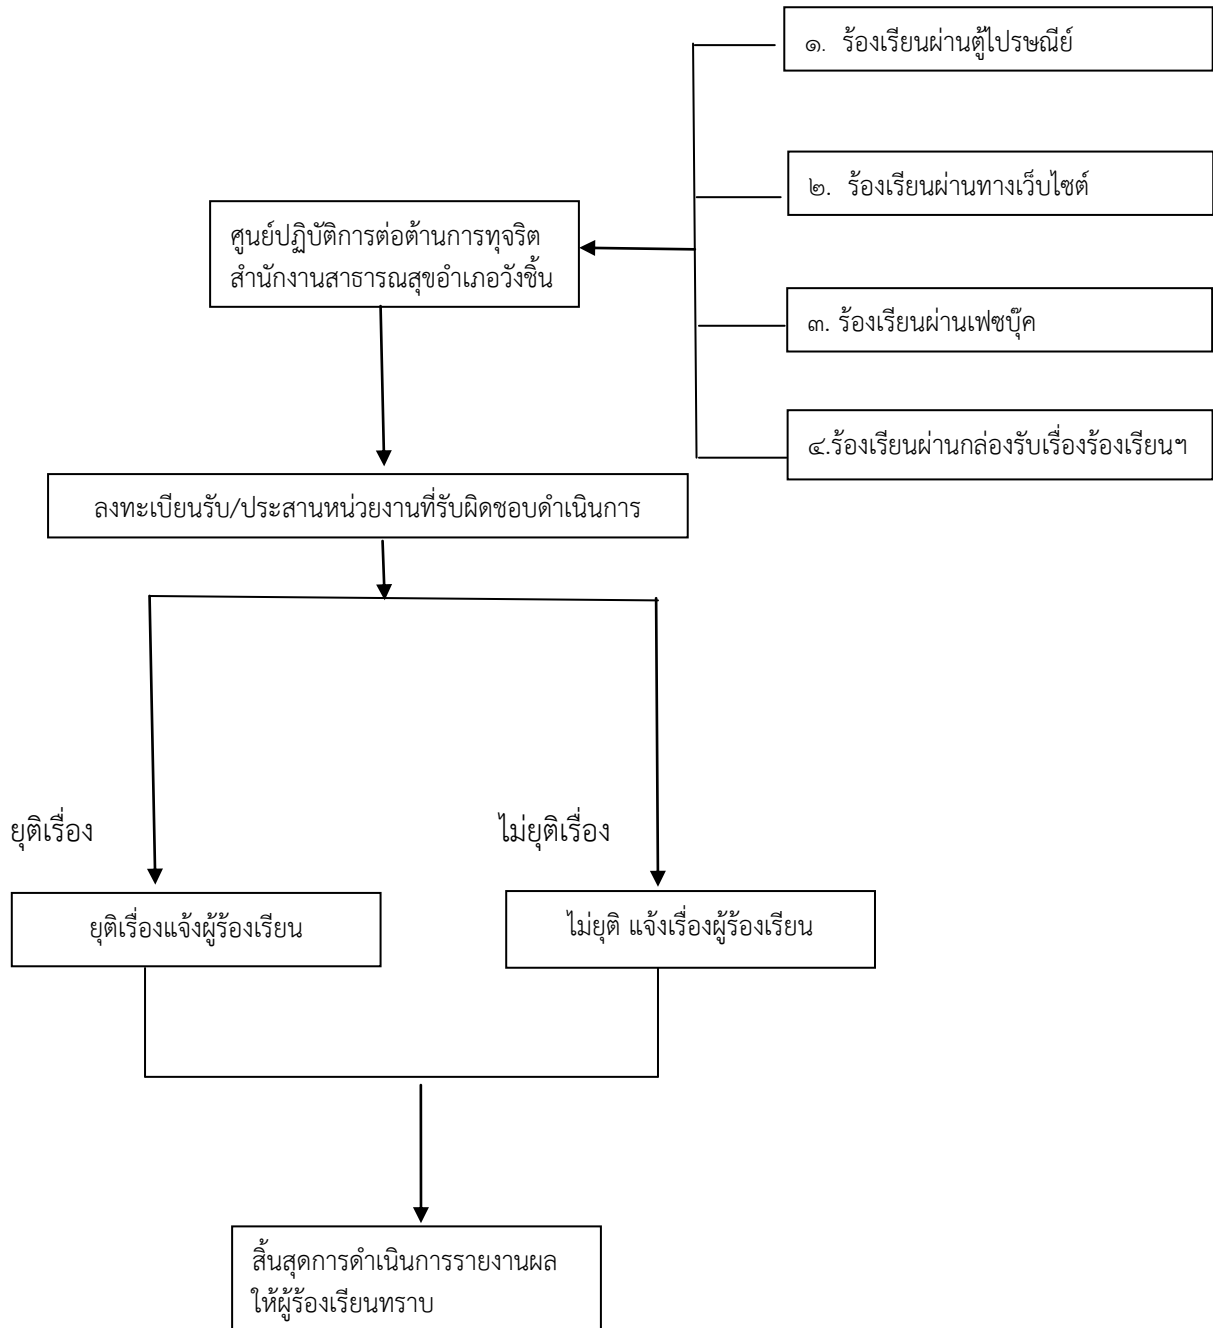 ๑. ร้องเรียนผ่านตู้ไปรษณีย์
๒. ร้องเรียนผ่านทางเว็บไซต์
ศูนย์ปฏิบัติการต่อต้านการทุจริต
สำนักงานสาธารณสุขอำเภอวังชิ้น
๓. ร้องเรียนผ่านเฟซบุ๊ค
๔.ร้องเรียนผ่านกล่องรับเรื่องร้องเรียนฯ
ลงทะเบียนรับ/ประสานหน่วยงานที่รับผิดชอบดำเนินการ
ยุติเรื่อง
ไม่ยุติเรื่อง
ยุติเรื่องแจ้งผู้ร้องเรียน
ไม่ยุติ แจ้งเรื่องผู้ร้องเรียน
สิ้นสุดการดำเนินการรายงานผล
ให้ผู้ร้องเรียนทราบ